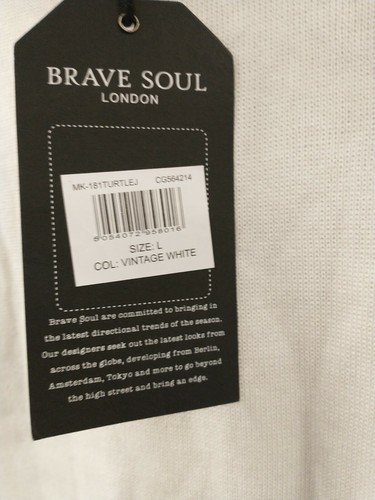 BRAVE SOUL
LONDON
MK-181TURTLEJ CG564214
5054072958016
SIZE: L
COL: VINTAGE WHITE
Brave Soul are committed to bringing in
the latest directional trends of the season.
Our designers seek out the latest looks from
across the globe, developing from Berlin,
Amsterdam, Tokyo and more to go beyond
the high street and bring an edge.